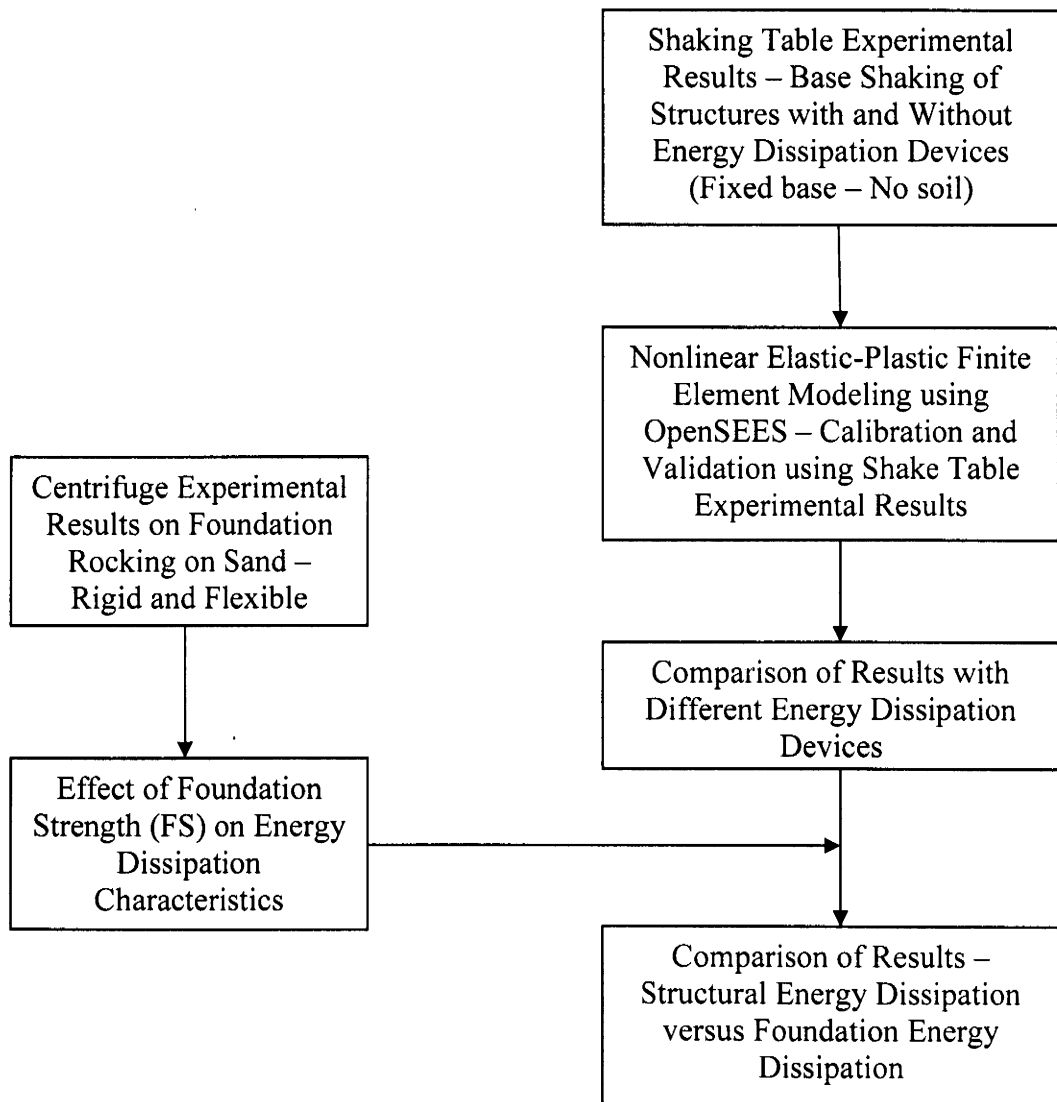 Shaking Table Experimental
Results – Base Shaking of
Structures with and Without
Energy Dissipation Devices
(Fixed base – No soil)
Nonlinear Elastic-Plastic Finite
Element Modeling using
OpenSEES – Calibration and
Validation using Shake Table
Experimental Results
Centrifuge Experimental
Results on Foundation
Rocking on Sand –
Rigid and Flexible
Comparison of Results with
Different Energy Dissipation
Devices
Effect of Foundation
Strength (FS) on Energy
Dissipation
Characteristics
Comparison of Results –
Structural Energy Dissipation
versus Foundation Energy
Dissipation